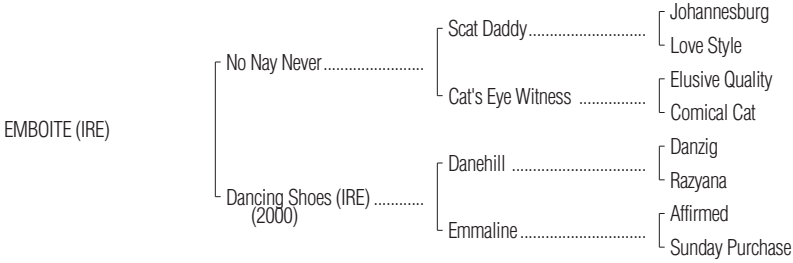 Johannesburg
Scat Daddy
Love Style
No Nay Never
Elusive Quality
Cat's Eye Witness
Comical Cat
EMBOITE (IRE)
Danzig
Danehill
Razyana
Dancing Shoes (IRE)
(2000)
Affirmed
Emmaline
Sunday Purchase